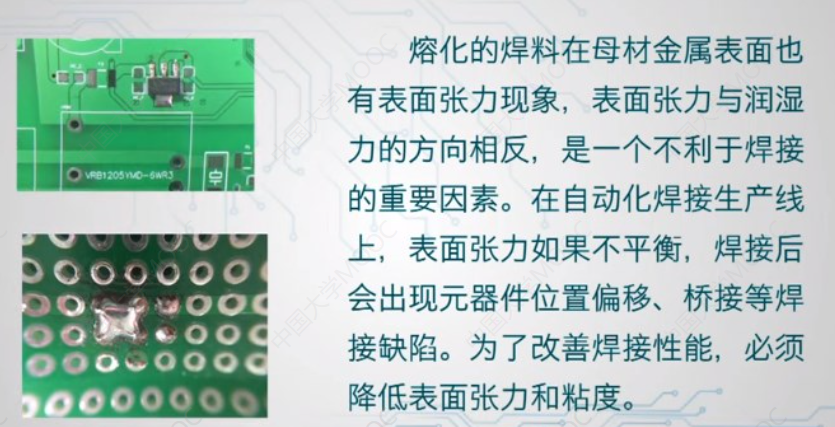 熔化的焊料在母材金属表面也
有表面张力现象，表面张力与润湿
力的方向相反，是一个不利于焊接
的重要因素。在自动化焊接生产线
上，表面张力如果不平衡，焊接后
会出现元器件位置偏移、桥接等焊
接缺陷。为了改善焊接性能，必须
降低表面张力和粘度。
VRB1205YMD-6WR3
中国大学MOOC